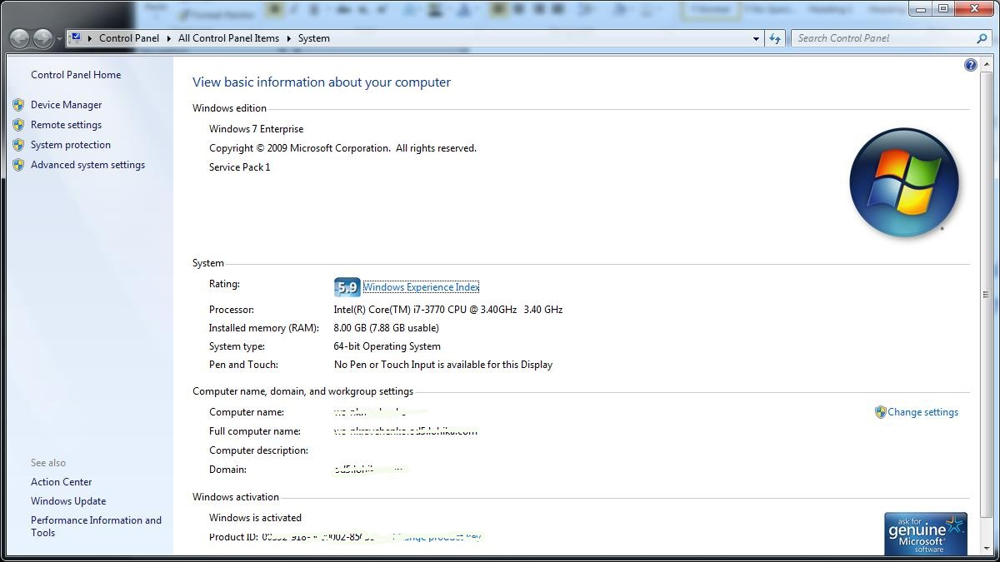 Control Panel ▸ All Control Panel Items ▸ System
Search Control Panel
Control Panel Home
Device Manager
Remote settings
System protection
Advanced system settings
See also
Action Center
Windows Update
Performance Information and
Tools
View basic information about your computer
Windows edition
Windows 7 Enterprise
Copyright © 2009 Microsoft Corporation. All rights reserved.
Service Pack 1
System
Rating: 5.9 Windows Experience Index
Processor: Intel(R) Core(TM) i7-3770 CPU @ 3.40GHz 3.40 GHz
Installed memory (RAM): 8.00 GB (7.88 GB usable)
System type: 64-bit Operating System
Pen and Touch: No Pen or Touch Input is available for this Display
Computer name, domain, and workgroup settings
Computer name:
Change settings
Full computer name:
Computer description:
Domain:
Windows activation
Windows is activated
Product ID:
ask for
genuine
Microsoft
software